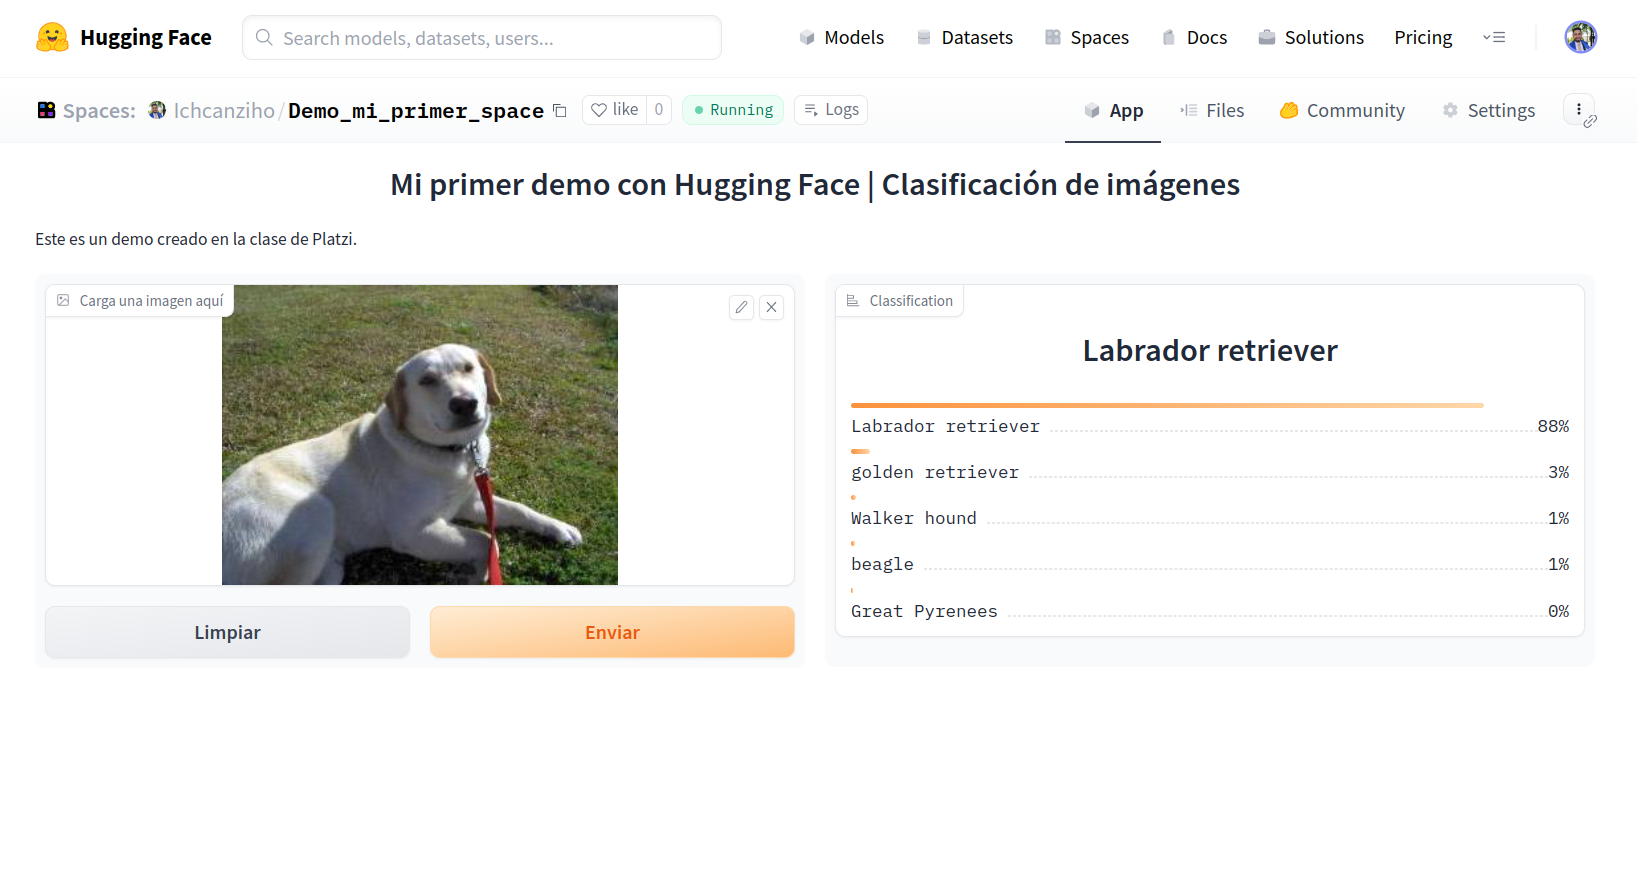 Hugging Face
Search models, datasets, users...
Models
Datasets
Spaces
Docs
Solutions
Pricing
Spaces:
Ichcanziho/Demo_mi_primer_space
like
0
Running
Logs
App
Files
Community
Settings
Mi primer demo con Hugging Face | Clasificación de imágenes
Este es un demo creado en la clase de Platzi.
Carga una imagen aquí
Limpiar
Enviar
Classification
Labrador retriever
Labrador retriever 88%
golden retriever 3%
Walker hound 1%
beagle 1%
Great Pyrenees 0%